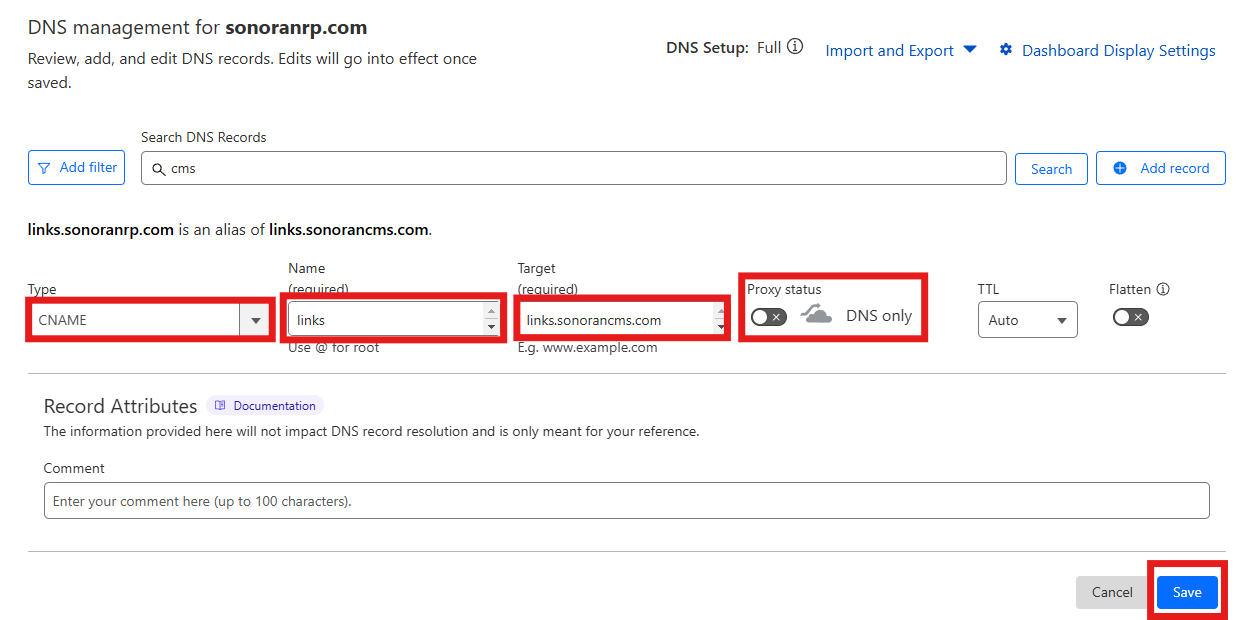 DNS management for sonoranrp.com
Review, add, and edit DNS records. Edits will go into effect once
saved.
DNS Setup: Full
Import and Export
Dashboard Display Settings
Search DNS Records
Add filter
cms
Search
Add record
links.sonoranrp.com is an alias of links.sonorancms.com.
Type
CNAME
Name
(required)
links
Use @ for root
Target
(required)
links.sonorancms.com
E.g. www.example.com
Proxy status
DNS only
TTL
Auto
Flatten
Record Attributes
Documentation
The information provided here will not impact DNS record resolution and is only meant for your reference.
Comment
Enter your comment here (up to 100 characters).
Cancel
Save